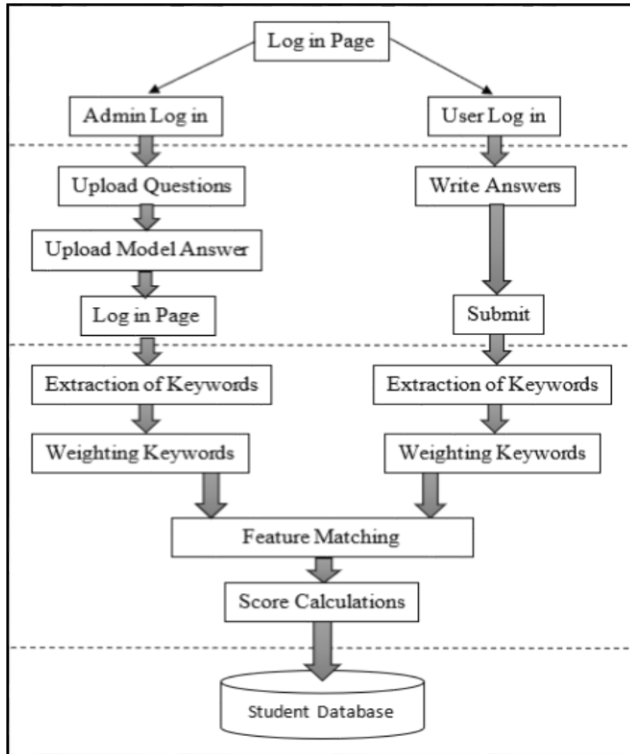 Log in Page
Admin Log in
User Log in
Upload Questions
Write Answers
Upload Model Answer
Log in Page
Submit
Extraction of Keywords
Extraction of Keywords
Weighting Keywords
Weighting Keywords
Feature Matching
Score Calculations
Student Database